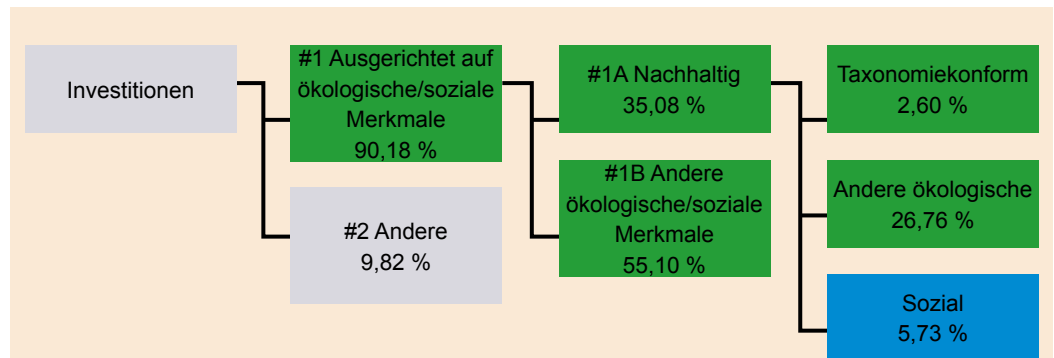 Investitionen
#1 Ausgerichtet auf
ökologische/soziale
Merkmale
90,18 %
#2 Andere
9,82 %
#1A Nachhaltig
35,08 %
#1B Andere
ökologische/soziale
Merkmale
55,10 %
Taxonomiekonform
2,60 %
Andere ökologische
26,76 %
Sozial
5,73 %